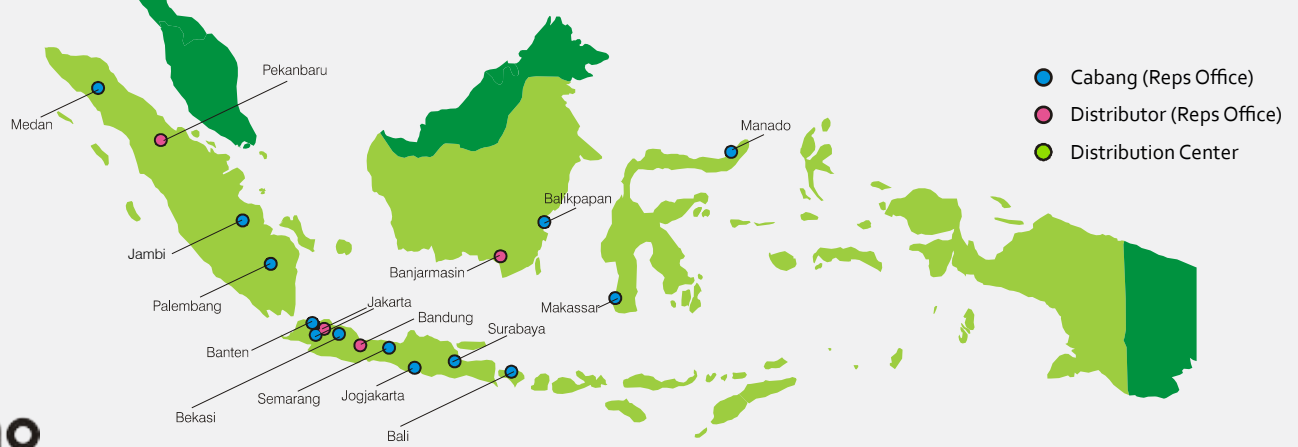 Pekanbaru
Medan
Manado
Balikpapan
Jambi
Banjarmasin
Palembang
Makassar
Jakarta
Bandung
Surabaya
Banten
Semarang
Jogjakarta
Bekasi
Bali
Cabang (Reps Office)
Distributor (Reps Office)
Distribution Center